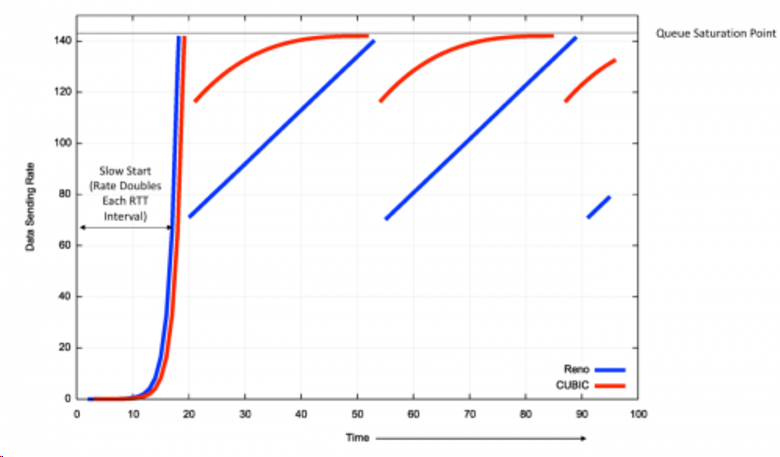 Queue Saturation Point
140
120
100
80
60
40
20
0
Data Sending Rate
Slow Start
(Rate Doubles
Each RTT
Interval)
Reno
CUBIC
0 10 20 30 40 50 60 70 80 90 100
Time